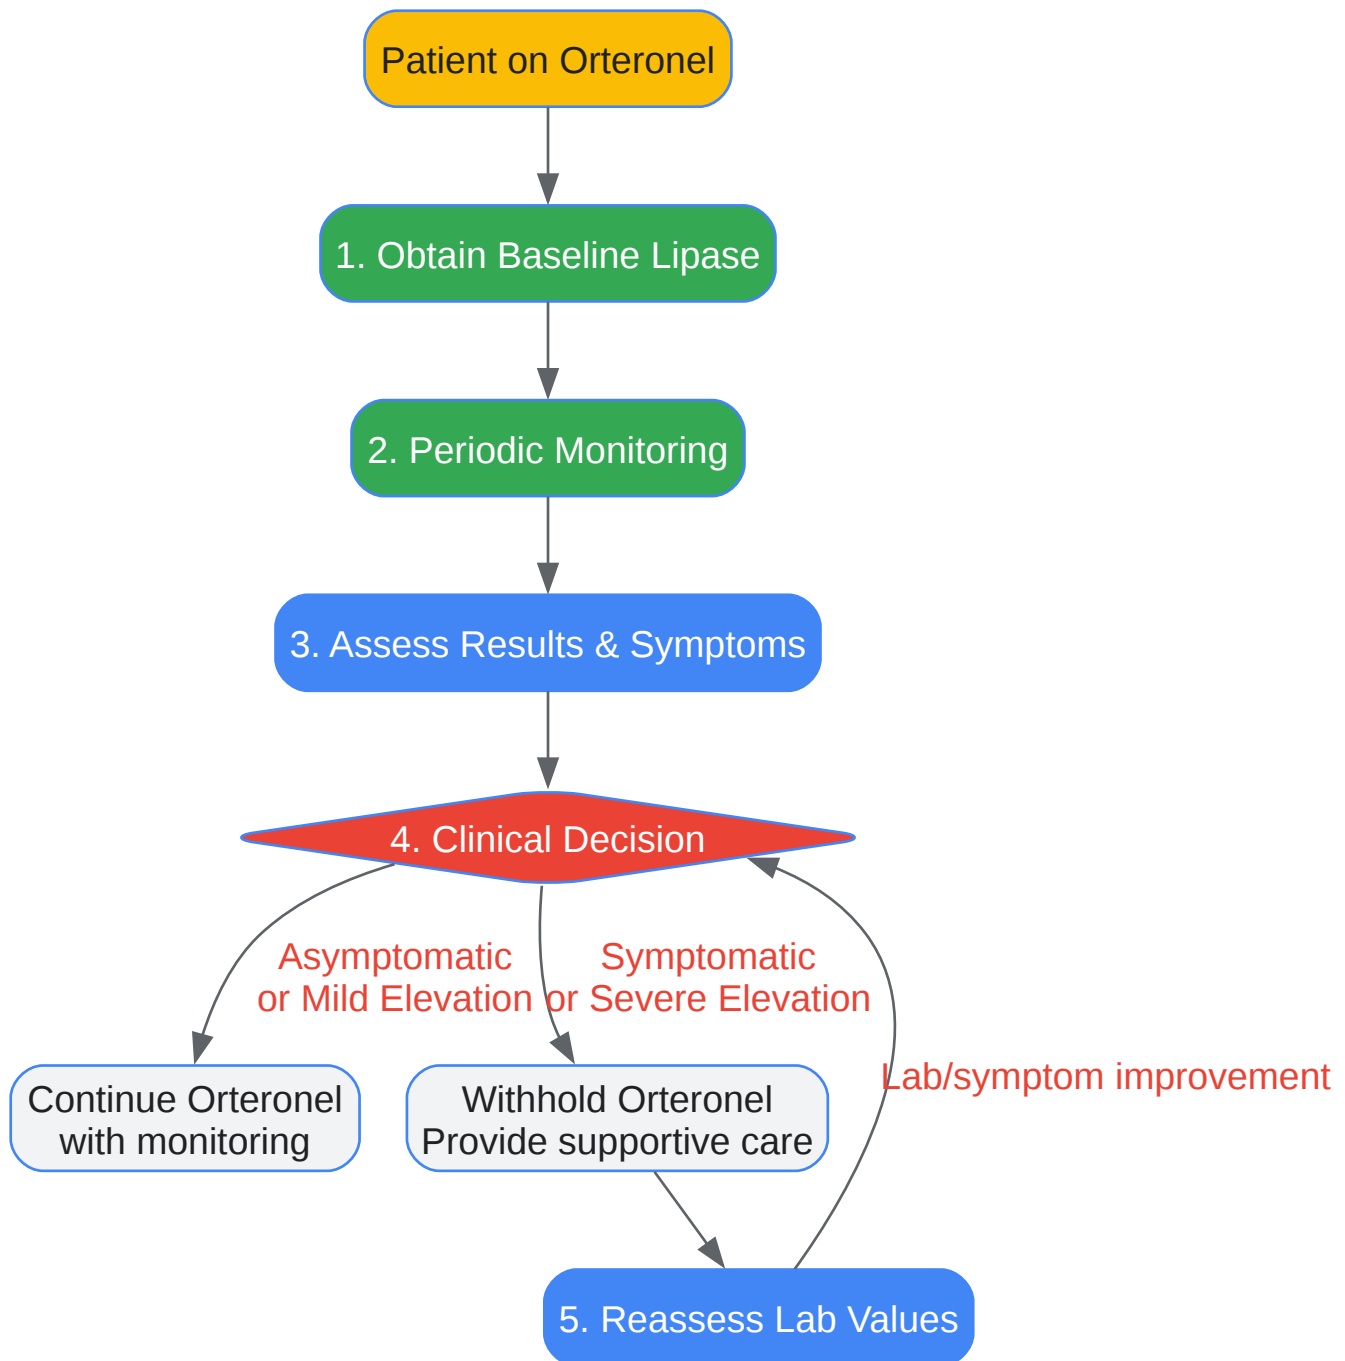 Patient on Orteronel
1. Obtain Baseline Lipase
2. Periodic Monitoring
3. Assess Results & Symptoms
4. Clinical Decision
Asymptomatic
or Mild Elevation
Symptomatic
or Severe Elevation
Lab/symptom improvement
Continue Orteronel
with monitoring
Withhold Orteronel
Provide supportive care
5. Reassess Lab Values